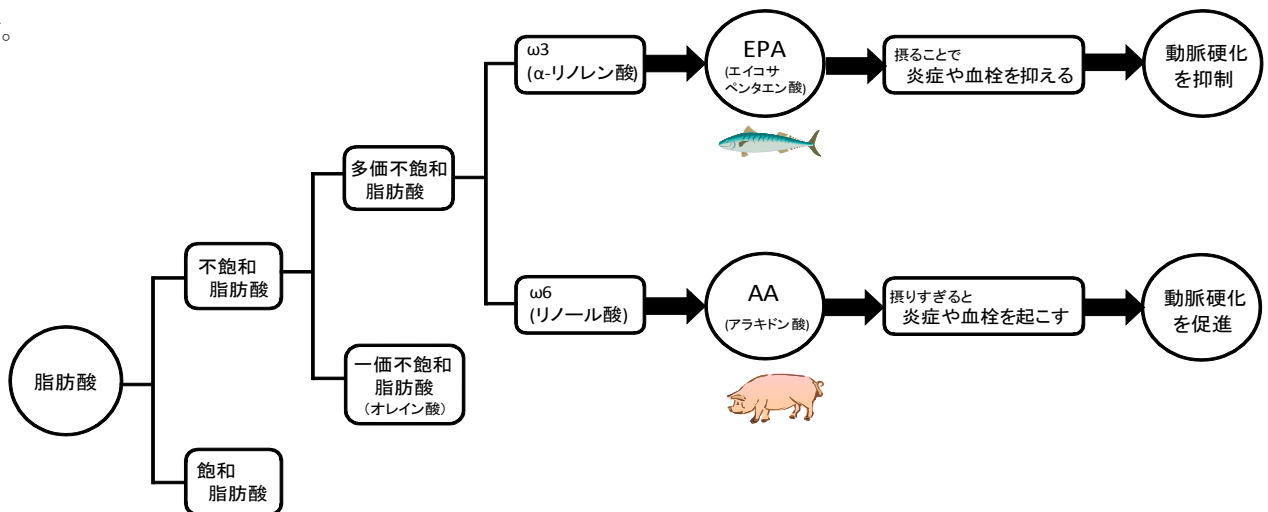 。
ω3
(α-リノレン酸)
EPA
(エイコサ
ペンタエン酸)
摂ることで
炎症や血栓を抑える
動脈硬化
を抑制
多価不飽和
脂肪酸
不飽和
脂肪酸
ω6
(リノール酸)
AA
(アラキドン酸)
摂りすぎると
炎症や血栓を起こす
動脈硬化
を促進
一価不飽和
脂肪酸
（オレイン酸）
脂肪酸
飽和
脂肪酸